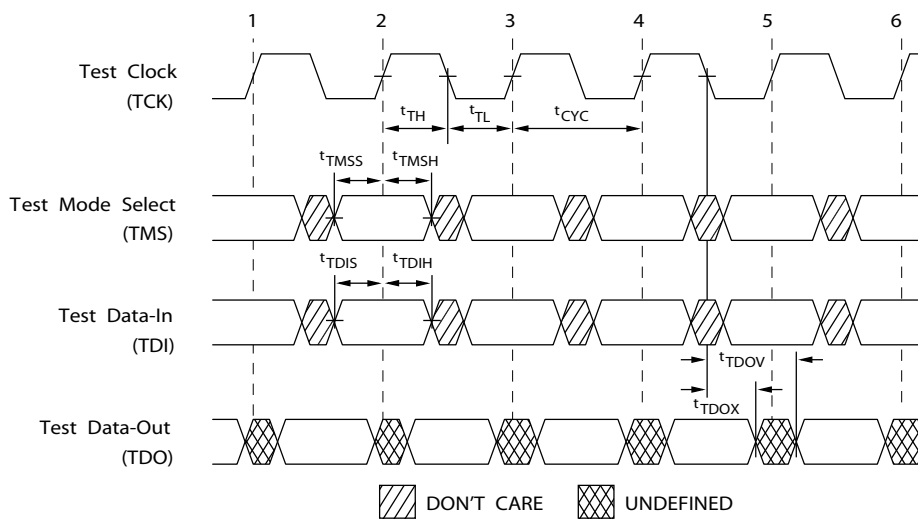 1 2 3 4 5 6
Test Clock
(TCK)
tTH tTL tCYC
tTMSS tTMSH
Test Mode Select
(TMS)
tTDIS tTDIH
Test Data-In
(TDI)
tTDOV
tTDOX
Test Data-Out
(TDO)
DON'T CARE UNDEFINED